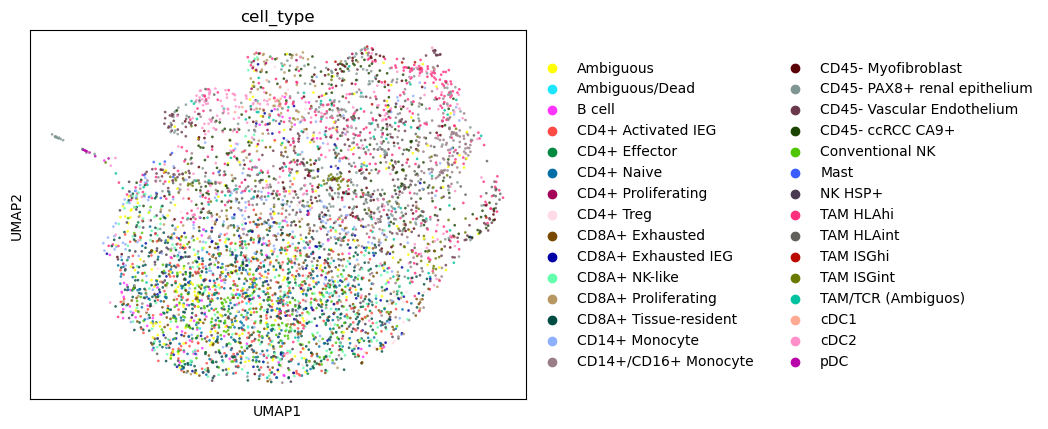 cell_type
UMAP2
UMAP1
Ambiguous
Ambiguous/Dead
B cell
CD4+ Activated IEG
CD4+ Effector
CD4+ Naive
CD4+ Proliferating
CD4+ Treg
CD8A+ Exhausted
CD8A+ Exhausted IEG
CD8A+ NK-like
CD8A+ Proliferating
CD8A+ Tissue-resident
CD14+ Monocyte
CD14+/CD16+ Monocyte
CD45- Myofibroblast
CD45- PAX8+ renal epithelium
CD45- Vascular Endothelium
CD45- ccRCC CA9+
Conventional NK
Mast
NK HSP+
TAM HLAhi
TAM HLAint
TAM ISGhi
TAM ISGint
TAM/TCR (Ambiguos)
cDC1
cDC2
pDC